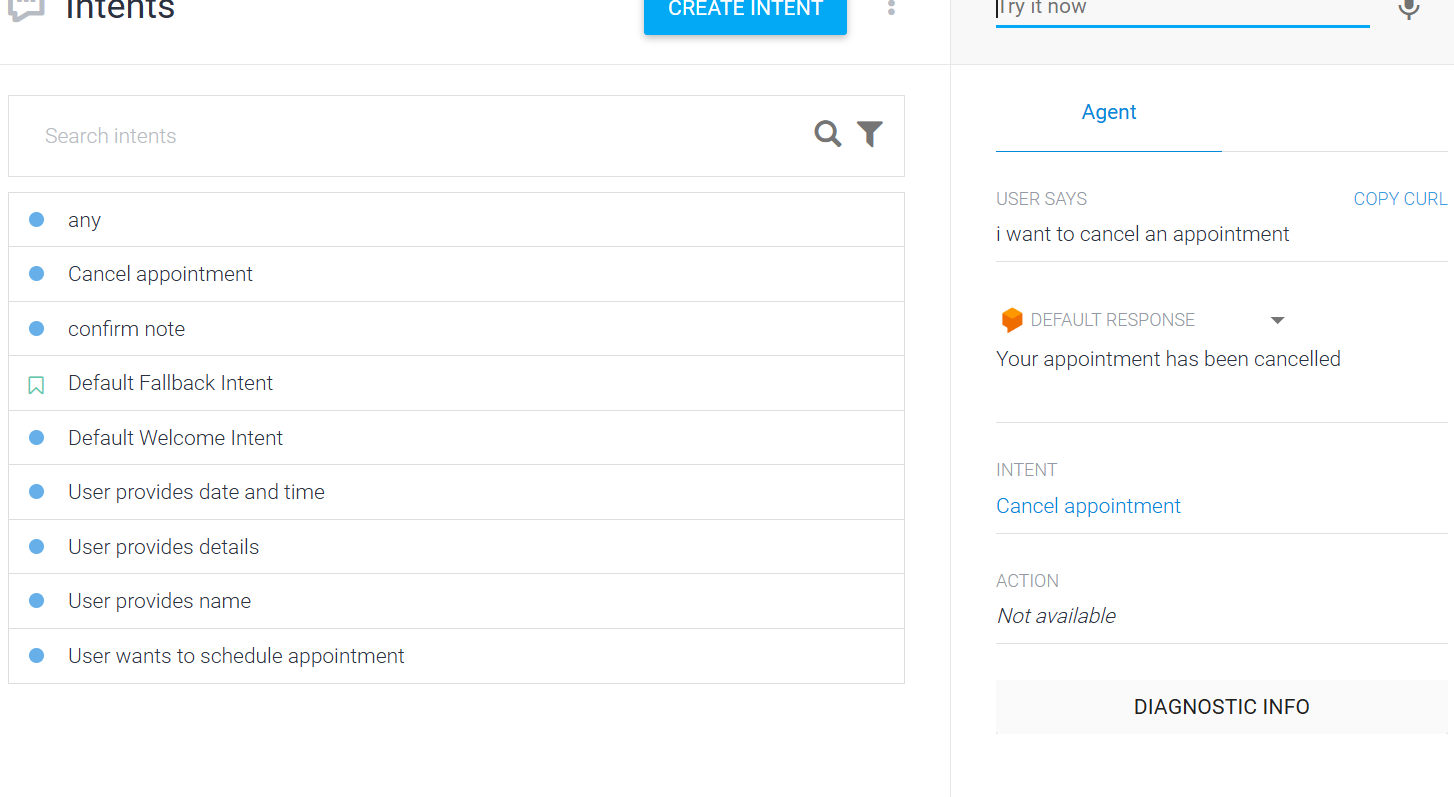 Intents
CREATE INTENT
Try it now
Search intents
any
Cancel appointment
confirm note
Default Fallback Intent
Default Welcome Intent
User provides date and time
User provides details
User provides name
User wants to schedule appointment
Agent
USER SAYS
COPY CURL
i want to cancel an appointment
DEFAULT RESPONSE
Your appointment has been cancelled
INTENT
Cancel appointment
ACTION
Not available
DIAGNOSTIC INFO